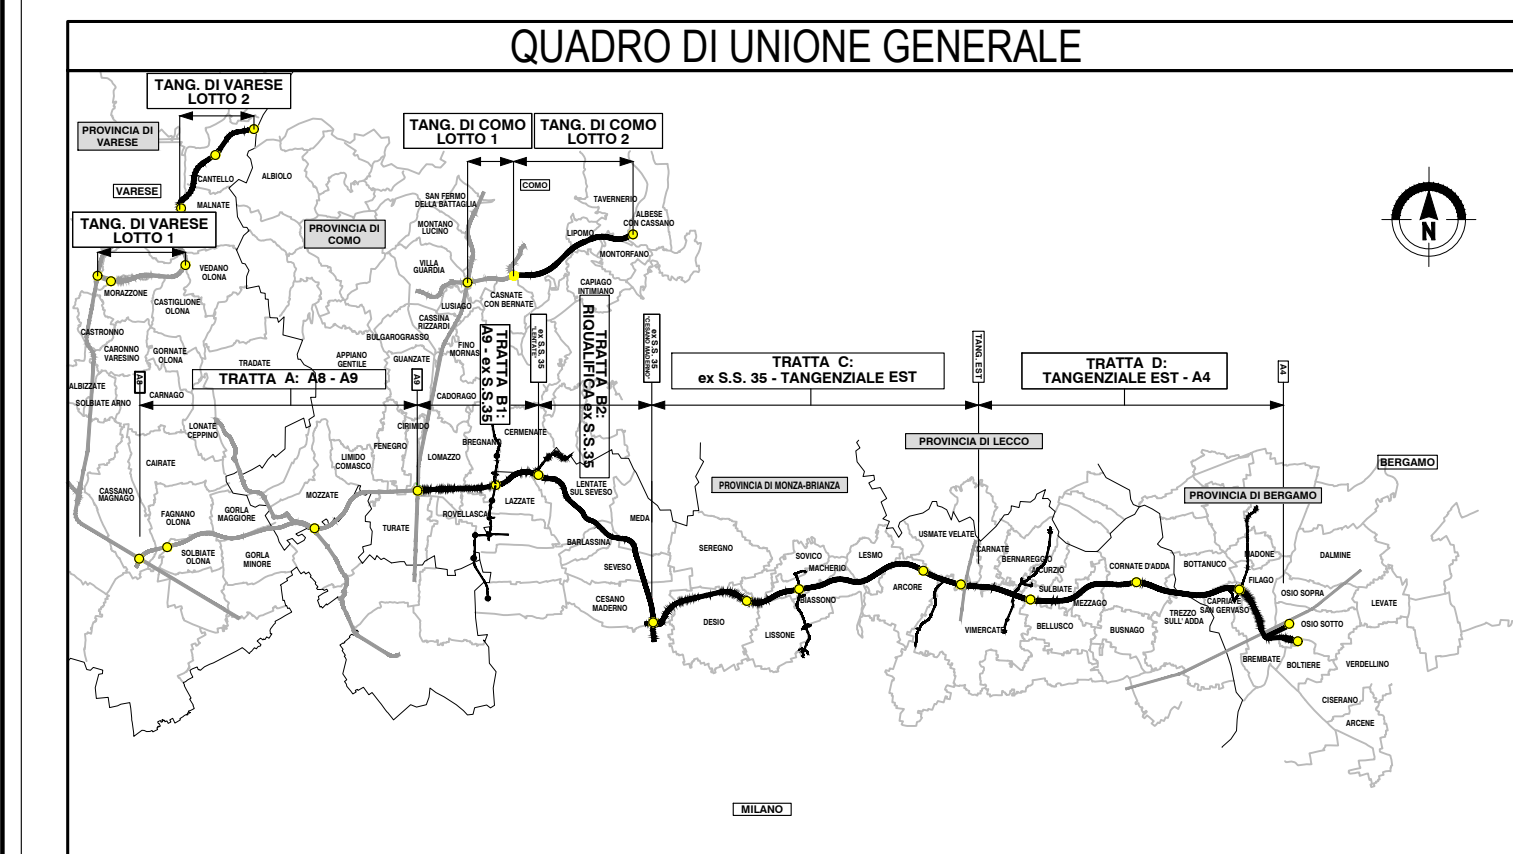 QUADRO DI UNIONE GENERALE
TANG. DI VARESE
LOTTO 2
PROVINCIA DI
VARESE
TANG. DI COMO
LOTTO 1
TANG. DI COMO
LOTTO 2
CANTELLO
ALBIOLO
VARESE
MALNATE
COMO
SAN FERMO
DELLA BATTAGLIA
TAVERNERIO
ALBESE
CON CASSANO
TANG. DI VARESE
LOTTO 1
PROVINCIA DI
COMO
MONTANO
LUCINO
LIPOMO
MONTORFANO
N
VEDANO
OLONA
VILLA
GUARDIA
MORAZZONE
CASTIGLIONE
OLONA
LUSIAGO
CASNATE
CON BERNATE
CAPIAGO
INTIMIANO
CASSINA
RIZZARDI
CASTRONNO
BULGAROGRASSO
CARONNO
VARESINO
GORNATE
OLONA
TRADATE
APPIANO
GENTILE
GUANZATE
FINO
MORNAS
TRATTA B1:
A9 - ex S.S.35
ex S.S. 35
"LENTATE"
TRATTA B2:
RIQUALIFICA ex S.S.35
ex S.S. 35
"CESANO MADERNO"
TRATTA C:
ex S.S. 35 - TANGENZIALE EST
TANG. EST
TRATTA D:
TANGENZIALE EST - A4
A4
ALBIZZATE
A8
TRATTA A: A8 - A9
A9
SOLBIATE ARNO
CARNAGO
CADORAGO
LONATE
CEPPINO
CIRIMIDO
CERMENATE
FENEGRO
BREGNANO
PROVINCIA DI LECCO
CAIRATE
LIMIDO
COMASCO
LOMAZZO
BERGAMO
CASSANO
MAGNAGO
MOZZATE
LAZZATE
LENTATE
SUL SEVESO
PROVINCIA DI MONZA-BRIANZA
PROVINCIA DI BERGAMO
FAGNANO
OLONA
GORLA
MAGGIORE
TURATE
ROVELLASCA
MEDA
SOLBIATE
OLONA
GORLA
MINORE
BARLASSINA
SEREGNO
SOVICO
MACHERIO
LESMO
USMATE VELATE
CARNATE
BERNAREGGIO
CORNATE D'ADDA
BOTTANUCO
MADONE
DALMINE
SEVESO
FILAGO
CESANO
MADERNO
BIASSONO
ARCORE
SULBIATE
MEZZAGO
CAPRIATE
SAN GERVASO
OSIO SOPRA
LEVATE
DESIO
LISSONE
VIMERCATE
BELLUSCO
BUSNAGO
TREZZO
SULL' ADDA
OSIO SOTTO
BREMBATE
BOLTIERE
VERDELLINO
CISERANO
ARCENE
MILANO